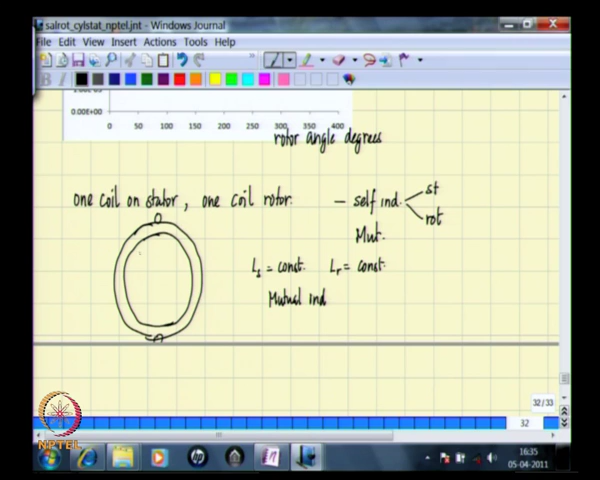 salrot_cylstat_nptel.jnt - Windows Journal
File Edit View Insert Actions Tools Help
0.00E+00
0 50 100 150 200 250 300 350 400
rotor angle degrees
one coil on stator, one coil rotor. - self ind. st
rot
Mut.
Ls = const. Lr = const.
Mutual ind
32/33
32
NPTEL
16:35
05-04-2011